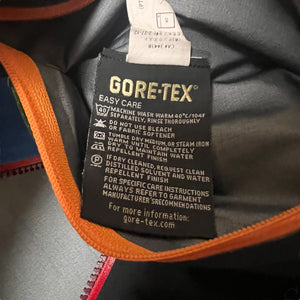 GORE-TEX®
EASY CARE
40 MACHINE WASH WARM 40°C/104F
SEPARATELY, RINSE THOROUGHLY
DO NOT USE BLEACH
OR FABRIC SOFTENER
TUMBLE DRY MEDIUM, OR STEAM IRON
WARM UNTIL COMPLETELY
DRY TO MAINTAIN WATER
REPELLENT FINISH
IF DRY CLEANED, REQUEST CLEAN
DISTILLED SOLVENT AND REPELLENT
FINISH
FOR SPECIFIC CARE INSTRUCTIONS
ALWAYS REFER TO GARMENT
MANUFACTURER'S RECOMMENDATIONS
For more information:
gore-tex.com